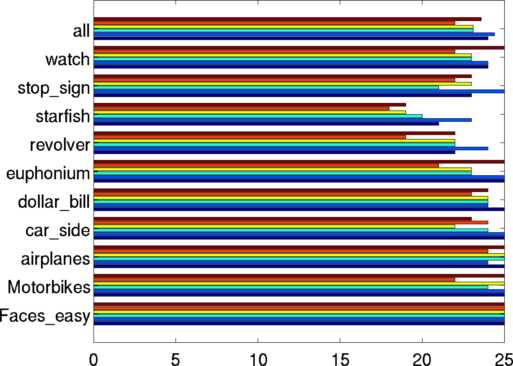 all
watch
stop_sign
starfish
revolver
euphonium
dollar_bill
car_side
airplanes
Motorbikes
Faces_easy
0 5 10 15 20 25